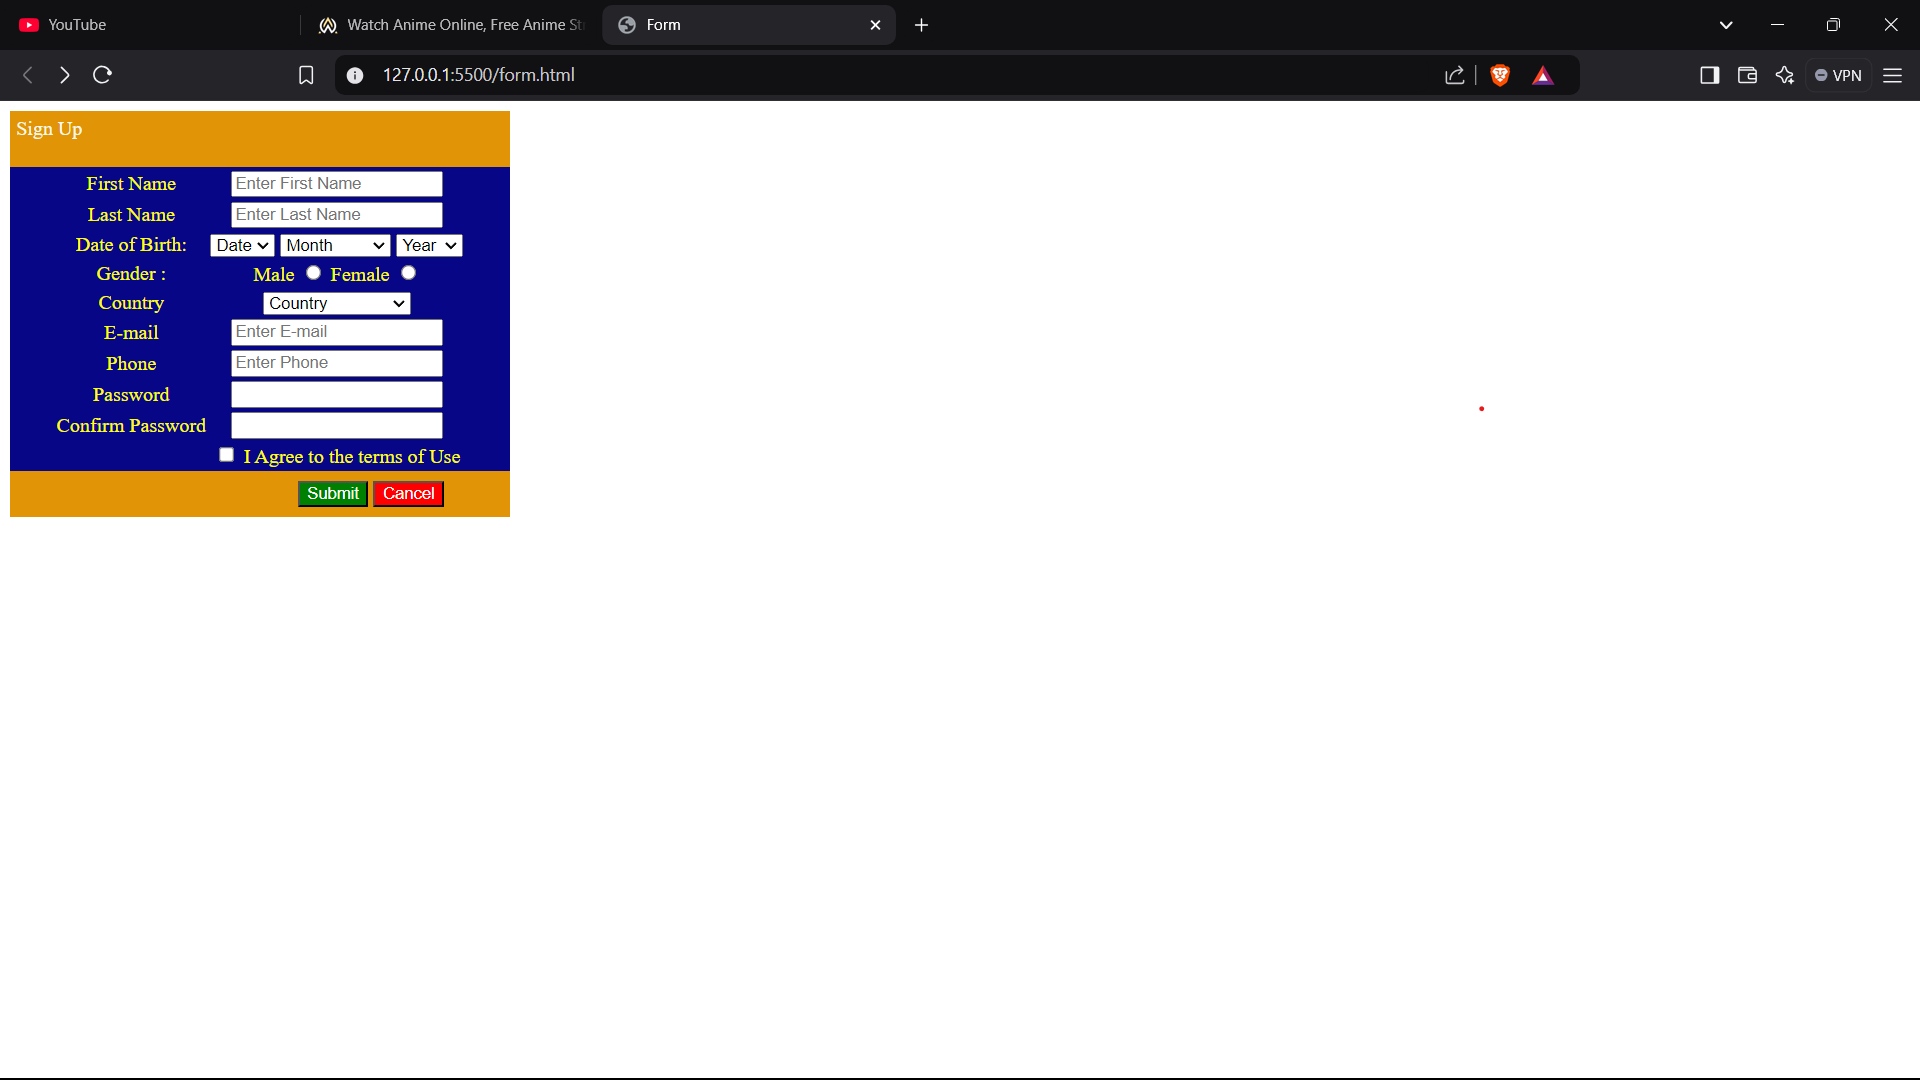 YouTube
Watch Anime Online, Free Anime St
Form
127.0.0.1:5500/form.html
VPN
Sign Up
First Name Enter First Name
Last Name Enter Last Name
Date of Birth: Date Month Year
Gender : Male Female
Country Country
E-mail Enter E-mail
Phone Enter Phone
Password
Confirm Password
I Agree to the terms of Use
Submit Cancel